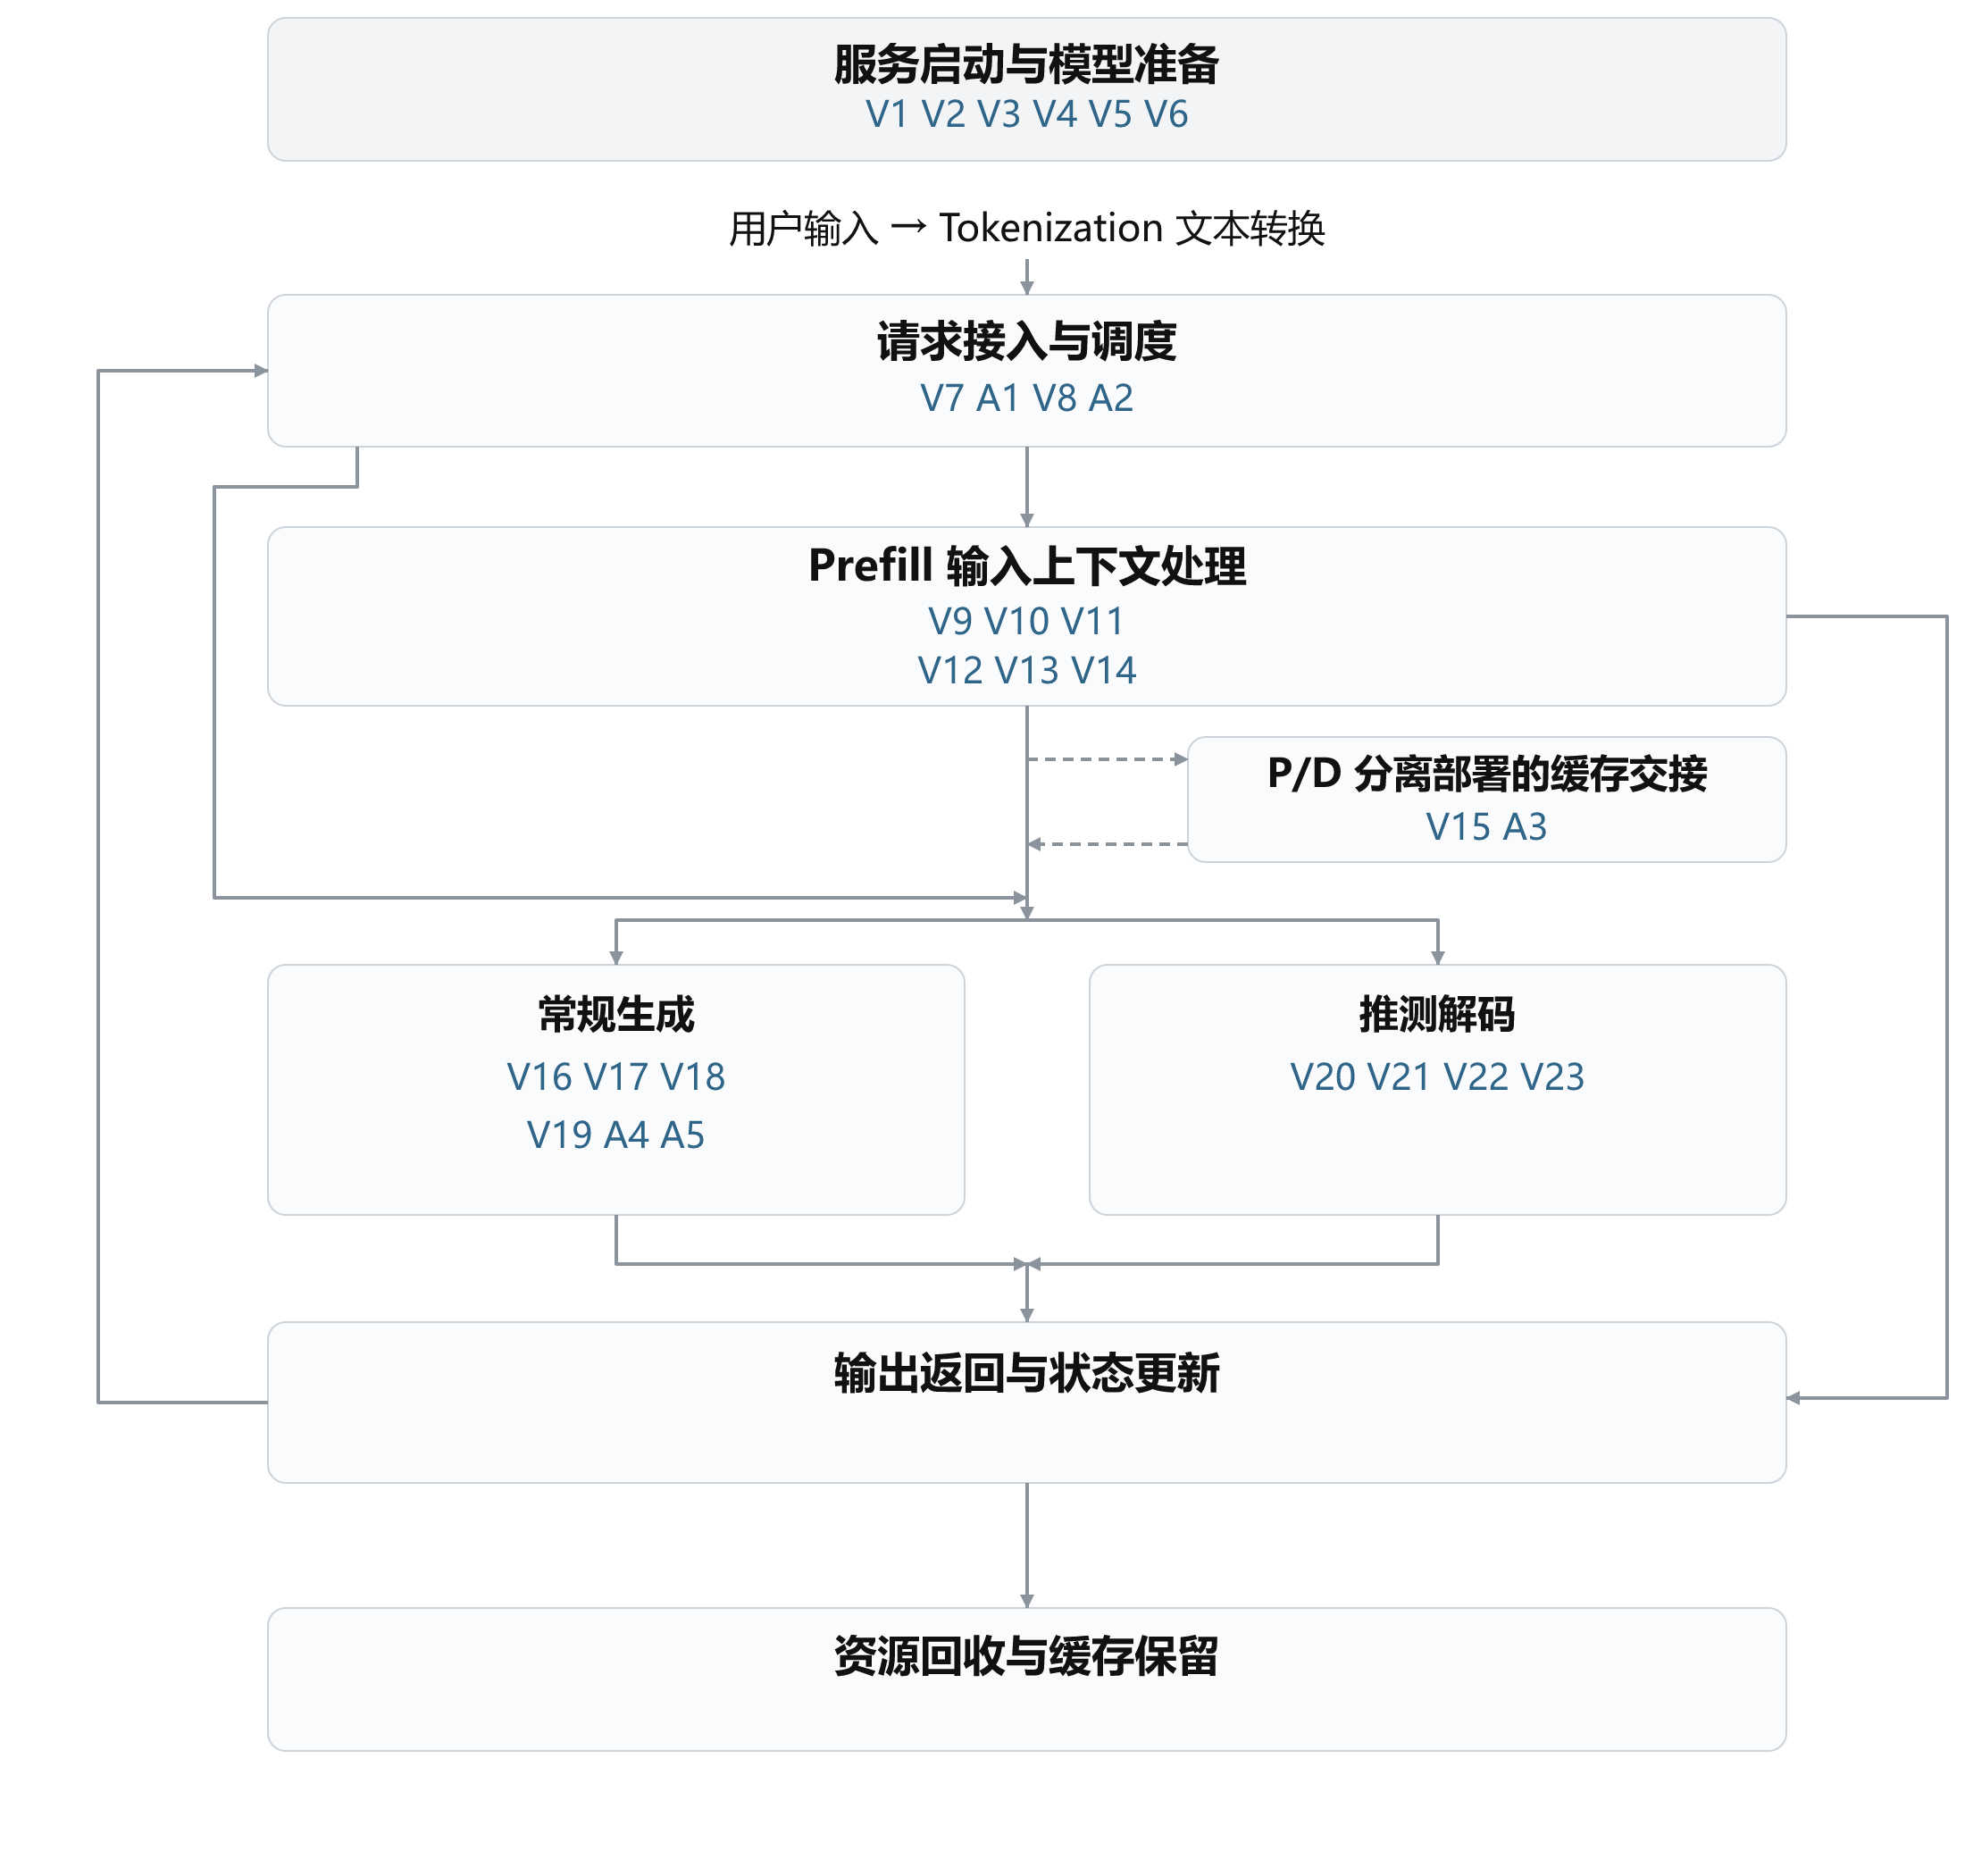 服务启动与模型准备
V1 V2 V3 V4 V5 V6
用户输入 → Tokenization 文本转换
请求接入与调度
V7 A1 V8 A2
Prefill 输入上下文处理
V9 V10 V11
V12 V13 V14
P/D 分离部署的缓存交接
V15 A3
常规生成
V16 V17 V18
V19 A4 A5
推测解码
V20 V21 V22 V23
输出返回与状态更新
资源回收与缓存保留